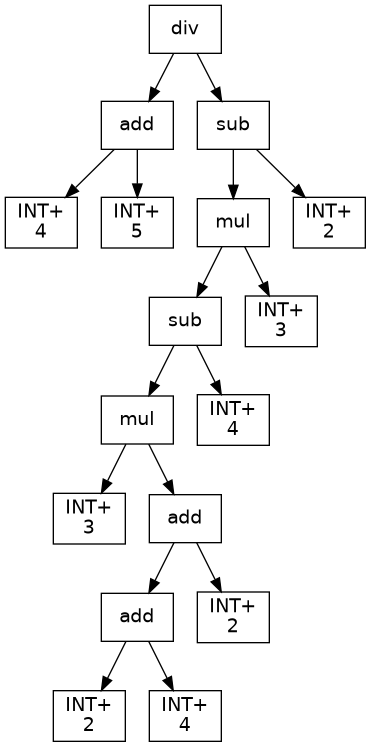 div
add
sub
INT+
4
INT+
5
mul
INT+
2
sub
INT+
3
mul
INT+
4
INT+
3
add
add
INT+
2
INT+
2
INT+
4